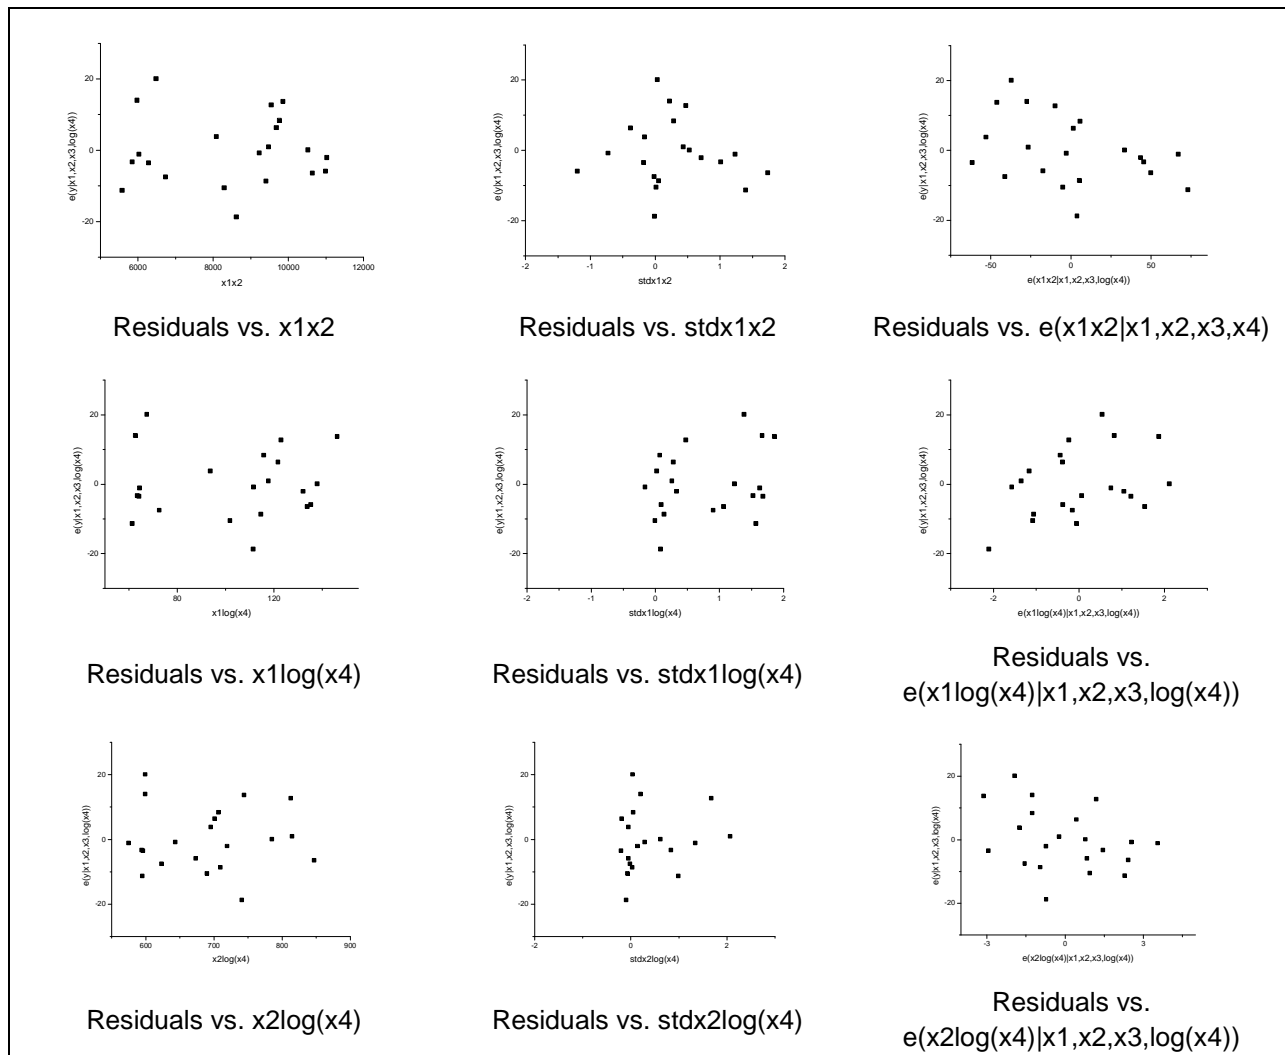 20
0
-20
6000 8000 10000 12000
x1x2
e(y|x1,x2,x3,log(x4))
Residuals vs. x1x2
20
0
-20
-2 -1 0 1 2
stdx1x2
e(y|x1,x2,x3,log(x4))
Residuals vs. stdx1x2
20
0
-20
-50 0 50
e(x1x2|x1,x2,x3,log(x4))
e(y|x1,x2,x3,log(x4))
Residuals vs. e(x1x2|x1,x2,x3,x4)
20
0
-20
80 120
x1log(x4)
e(y|x1,x2,x3,log(x4))
Residuals vs. x1log(x4)
20
0
-20
-2 -1 0 1 2
stdx1log(x4)
e(y|x1,x2,x3,log(x4))
Residuals vs. stdx1log(x4)
20
0
-20
-2 0 2
e(x1log(x4)|x1,x2,x3,log(x4))
e(y|x1,x2,x3,log(x4))
Residuals vs.
e(x1log(x4)|x1,x2,x3,log(x4))
20
0
-20
600 700 800 900
x2log(x4)
e(y|x1,x2,x3,log(x4))
Residuals vs. x2log(x4)
20
0
-20
-2 0 2
stdx2log(x4)
e(y|x1,x2,x3,log(x4))
Residuals vs. stdx2log(x4)
20
0
-20
-3 0 3
e(x2log(x4)|x1,x2,x3,log(x4))
e(y|x1,x2,x3,log(x4))
Residuals vs.
e(x2log(x4)|x1,x2,x3,log(x4))